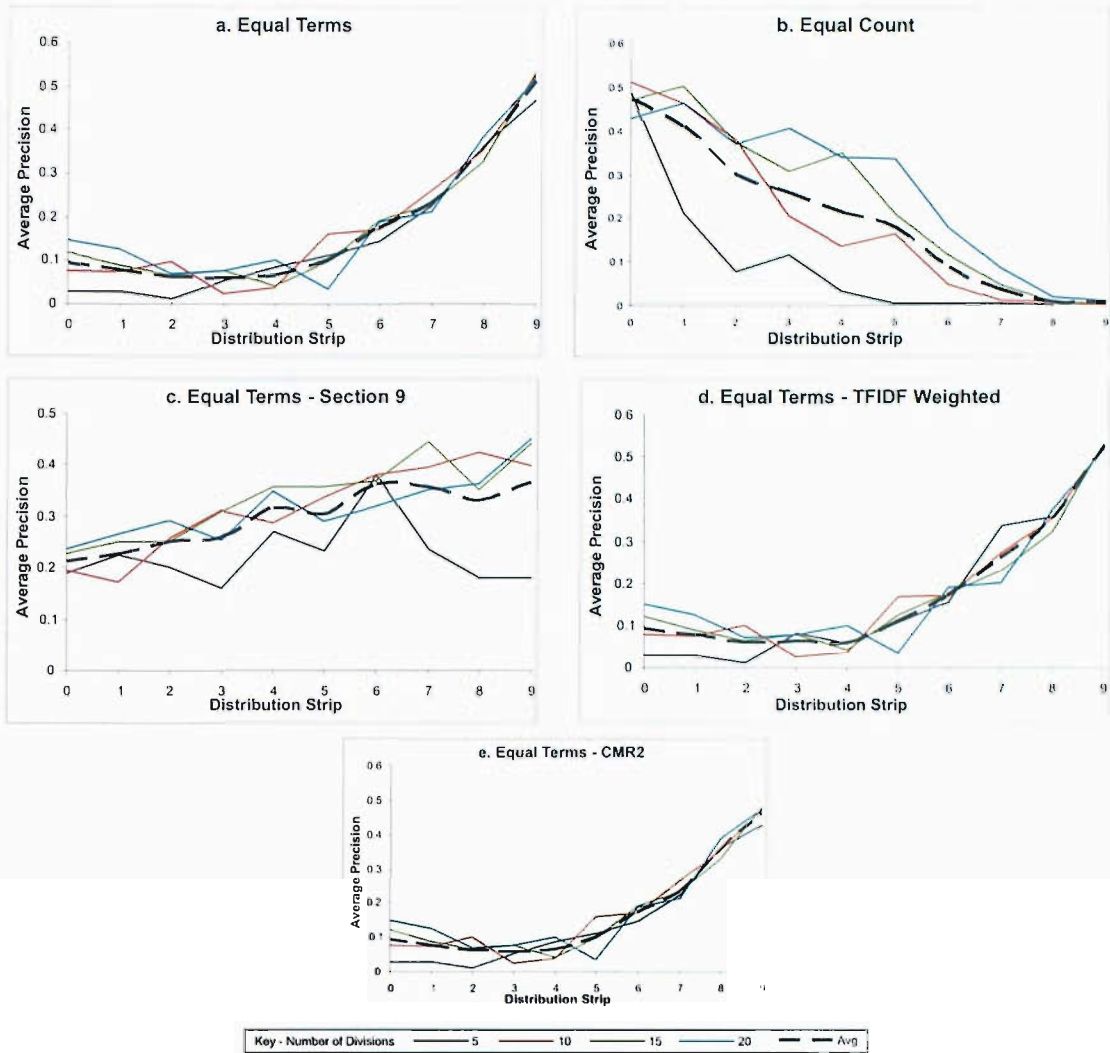 a. Equal Terms
0.6
0.5
0.4
0.3
0.2
0.1
0
Average Precision
0 1 2 3 4 5 6 7 8 9
Distribution Strip
b. Equal Count
0.6
0.5
0.4
0.3
0.2
0.1
0
Average Precision
0 1 2 3 4 5 6 7 8 9
Distribution Strip
c. Equal Terms - Section 9
0.5
0.4
0.3
0.2
0.1
0
Average Precision
0 1 2 3 4 5 6 7 8 9
Distribution Strip
d. Equal Terms - TFIDF Weighted
0.6
0.5
0.4
0.3
0.2
0.1
0
Average Precision
0 1 2 3 4 5 6 7 8 9
Distribution Strip
e. Equal Terms - CMR2
0.6
0.5
0.4
0.3
0.2
0.1
0
Average Precision
0 1 2 3 4 5 6 7 8
Distribution Strip
Key - Number of Divisions 5 10 15 20 Avg